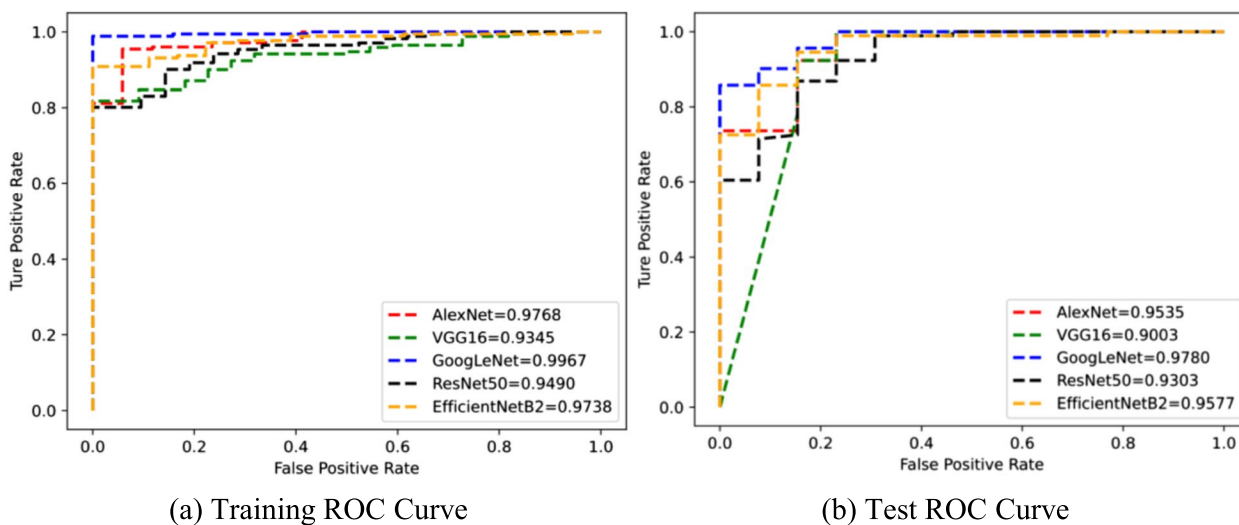 1.0
0.8
0.6
0.4
0.2
0.0
Ture Positive Rate
0.0 0.2 0.4 0.6 0.8 1.0
False Positive Rate
AlexNet=0.9768
VGG16=0.9345
GoogLeNet=0.9967
ResNet50=0.9490
EfficientNetB2=0.9738
(a) Training ROC Curve
1.0
0.8
0.6
0.4
0.2
0.0
Ture Positive Rate
0.0 0.2 0.4 0.6 0.8 1.0
False Positive Rate
AlexNet=0.9535
VGG16=0.9003
GoogLeNet=0.9780
ResNet50=0.9303
EfficientNetB2=0.9577
(b) Test ROC Curve